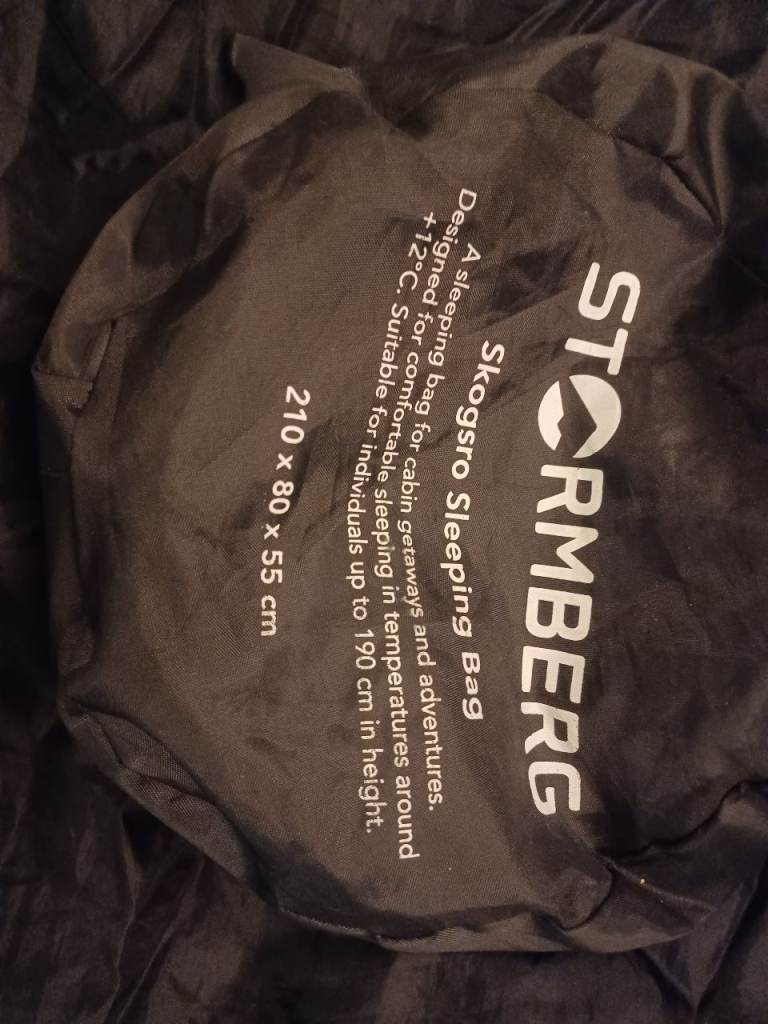 STORMBERG
Skogsro Sleeping Bag
A sleeping bag for cabin getaways and adventures.
Designed for comfortable sleeping in temperatures around
+12°C. Suitable for individuals up to 190 cm in height.
210 x 80 x 55 cm